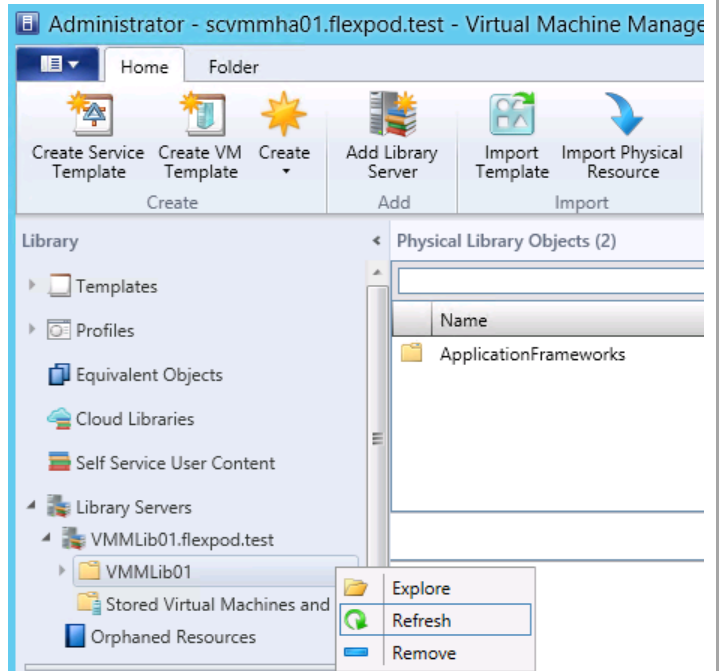 Administrator - scvmmha01.flexpod.test - Virtual Machine Manage
Home Folder
Create Service Template
Create VM Template
Create
Add Library Server
Import Template
Import Physical Resource
Create Add Import
Library
Physical Library Objects (2)
Templates
Name
Profiles
ApplicationFrameworks
Equivalent Objects
Cloud Libraries
Self Service User Content
Library Servers
VMMLib01.flexpod.test
VMMLib01
Explore
Stored Virtual Machines and
Refresh
Orphaned Resources
Remove